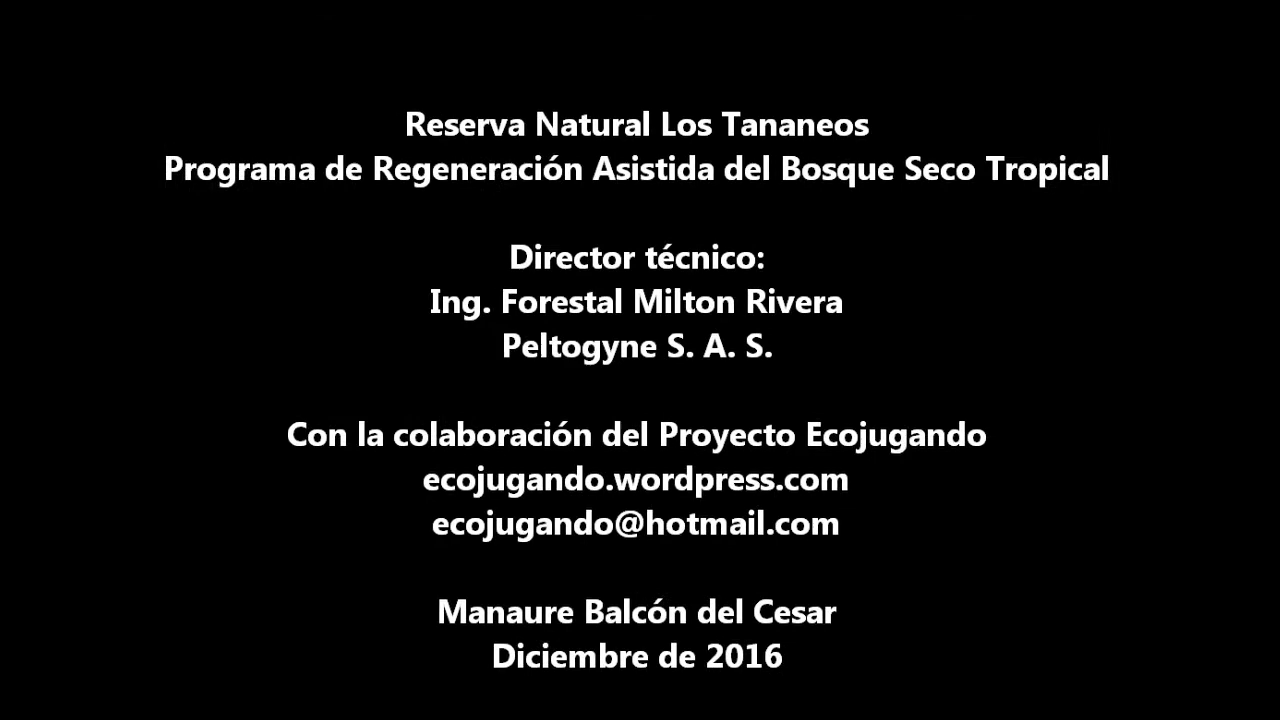 Reserva Natural Los Tananeos
Programa de Regeneración Asistida del Bosque Seco Tropical
Director técnico:
Ing. Forestal Milton Rivera
Peltogyne S. A. S.
Con la colaboración del Proyecto Ecojugando
ecojugando.wordpress.com
ecojugando@hotmail.com
Manaure Balcón del Cesar
Diciembre de 2016